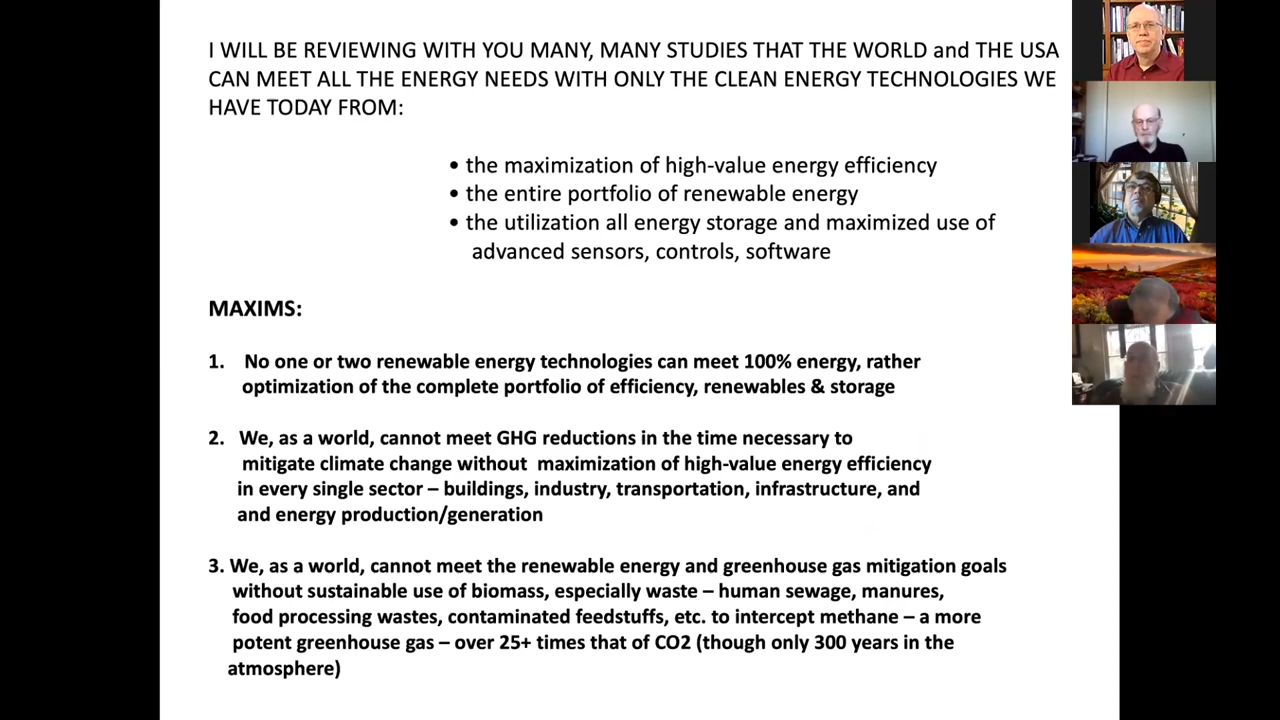 I WILL BE REVIEWING WITH YOU MANY, MANY STUDIES THAT THE WORLD and THE USA
CAN MEET ALL THE ENERGY NEEDS WITH ONLY THE CLEAN ENERGY TECHNOLOGIES WE
HAVE TODAY FROM:
• the maximization of high-value energy efficiency
• the entire portfolio of renewable energy
• the utilization all energy storage and maximized use of
advanced sensors, controls, software
MAXIMS:
1. No one or two renewable energy technologies can meet 100% energy, rather
optimization of the complete portfolio of efficiency, renewables & storage
2. We, as a world, cannot meet GHG reductions in the time necessary to
mitigate climate change without maximization of high-value energy efficiency
in every single sector – buildings, industry, transportation, infrastructure, and
and energy production/generation
3. We, as a world, cannot meet the renewable energy and greenhouse gas mitigation goals
without sustainable use of biomass, especially waste – human sewage, manures,
food processing wastes, contaminated feedstuffs, etc. to intercept methane – a more
potent greenhouse gas – over 25+ times that of CO2 (though only 300 years in the
atmosphere)